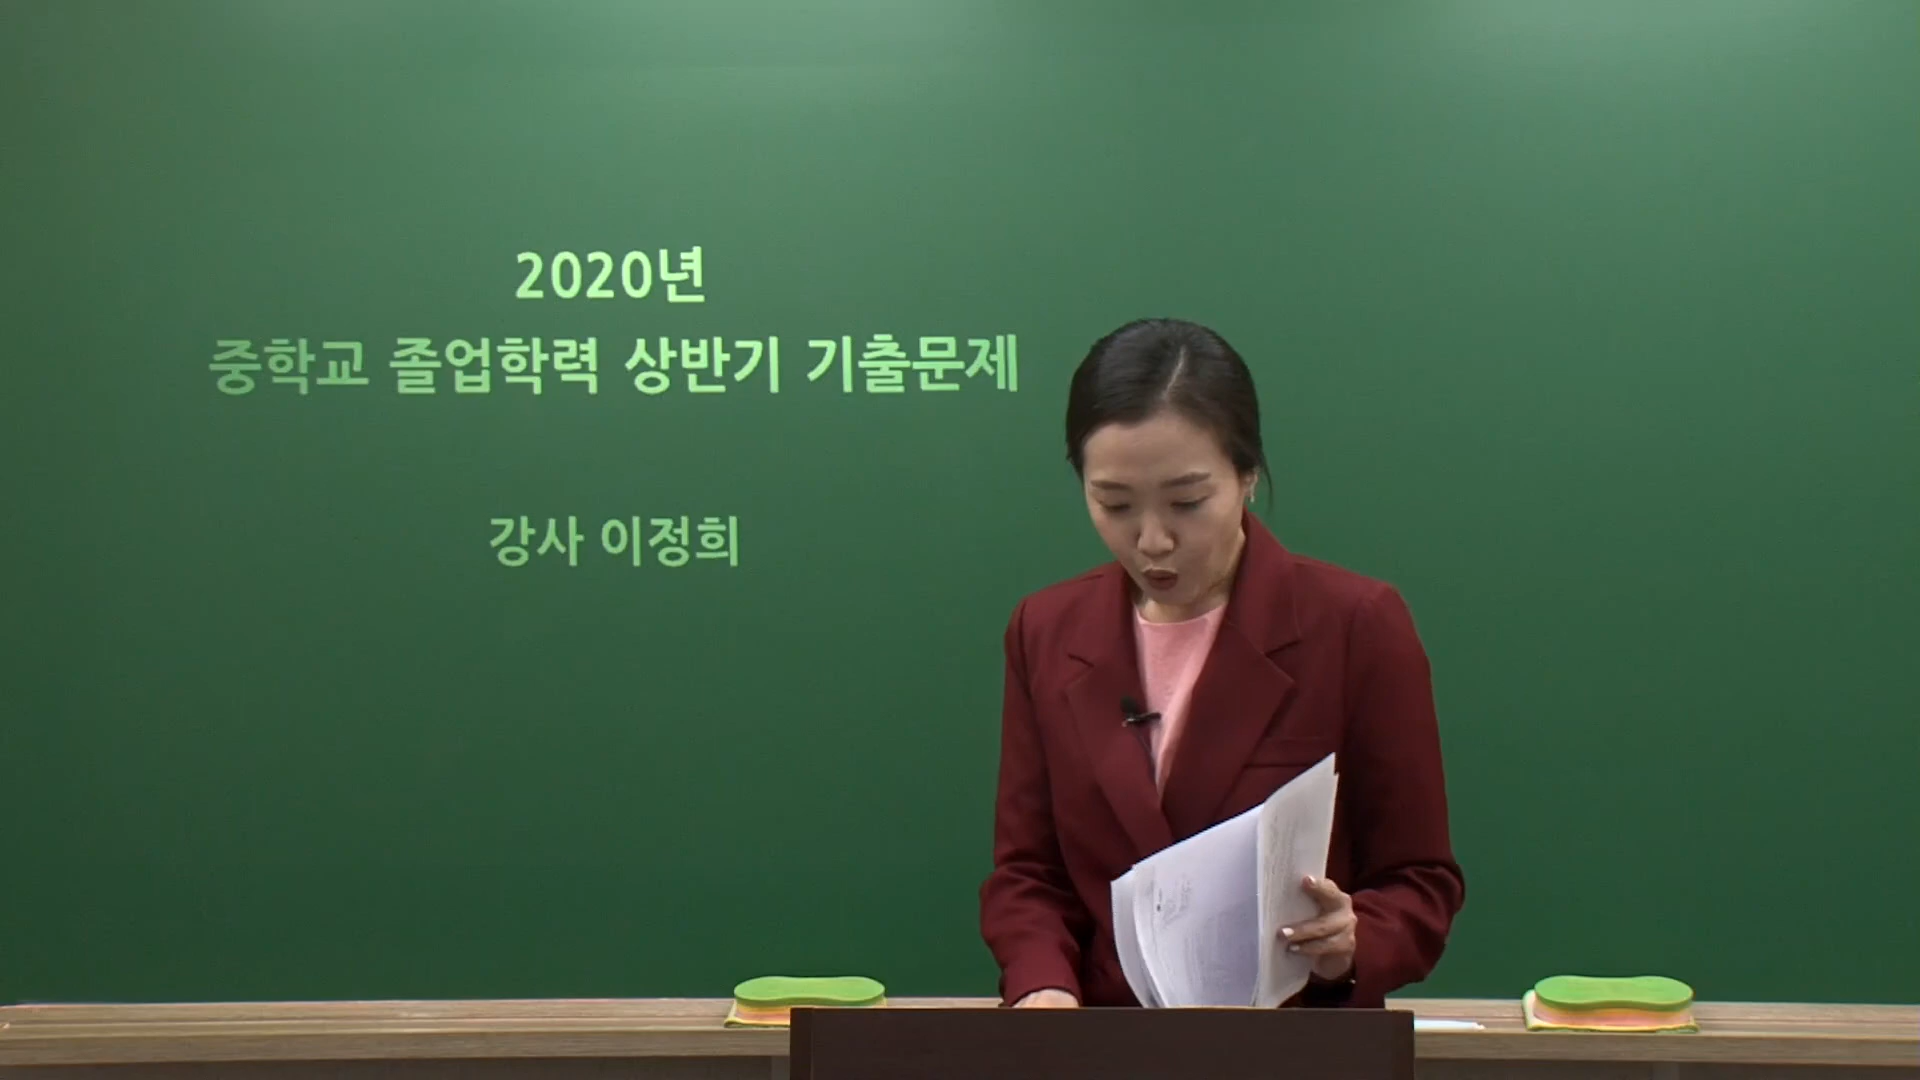 2020년
중학교 졸업학력 상반기 기출문제
강사 이정희